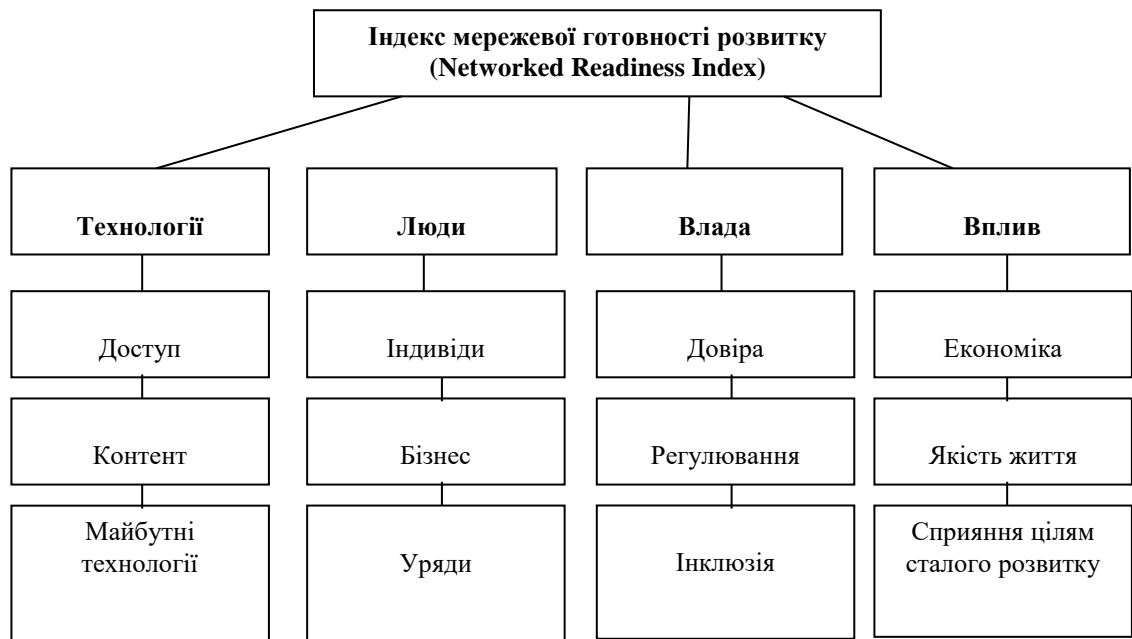 Індекс мережевої готовності розвитку
(Networked Readiness Index)
Технології
Люди
Влада
Вплив
Доступ
Індивіди
Довіра
Економіка
Контент
Бізнес
Регулювання
Якість життя
Майбутні
технології
Уряди
Інклюзія
Сприяння цілям
сталого розвитку